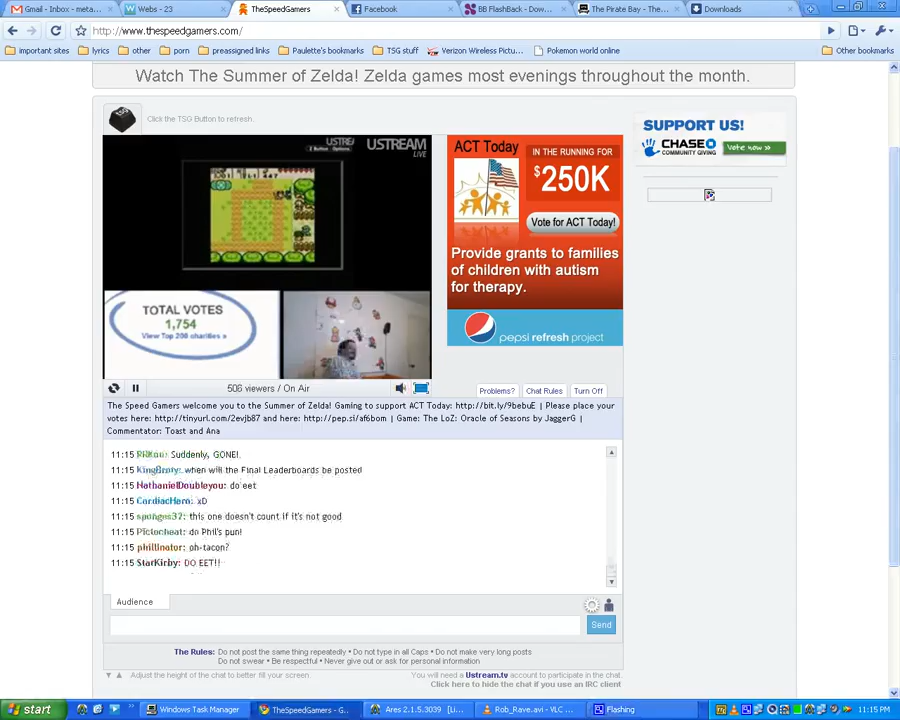 Gmail - Inbox - meta...
Webs - 23
TheSpeedGamers
Facebook
BB FlashBack - Dow...
The Pirate Bay - The...
Downloads
http://www.thespeedgamers.com/
important sites
lyrics
other
porn
preassigned links
Paulette's bookmarks
TSG stuff
Verizon Wireless Pictu...
Pokemon world online
Other bookmarks
Watch The Summer of Zelda! Zelda games most evenings throughout the month.
Click the TSG Button to refresh.
USTREAM
LIVE
TOTAL VOTES
1,754
View Top 200 charities »
ACT Today
IN THE RUNNING FOR
$250K
Vote for ACT Today!
Provide grants to families
of children with autism
for therapy.
pepsi refresh project
SUPPORT US!
CHASE
COMMUNITY GIVING
Vote now »
506 viewers / On Air
Problems?
Chat Rules
Turn Off
The Speed Gamers welcome you to the Summer of Zelda! Gaming to support ACT Today: http://bit.ly/9bebuE | Please place your
votes here: http://tinyurl.com/2evjb87 and here: http://pep.si/af6bom | Game: The LoZ: Oracle of Seasons by JaggerG |
Commentator: Toast and Ana
11:15 Suddenly, GONE!.
11:15 when will the Final Leaderboards be posted
11:15 NathanielDoubleyou: do eet
11:15 CardiacHero: xD
11:15 this one doesn't count if it's not good
11:15 do Phil's pun!
11:15 phillinator: oh-tacon?
11:15 StarKirby: DO EET!!
Audience
Send
The Rules: Do not post the same thing repeatedly • Do not type in all Caps • Do not make very long posts
Do not swear • Be respectful • Never give out or ask for personal information
Adjust the height of the chat to better fill your screen.
You will need a Ustream.tv account to participate in the chat.
Click here to hide the chat if you use an IRC client
start
Windows Task Manager
TheSpeedGamers - G...
Ares 2.1.5.3039 [Li...
Rob_Rave.avi - VLC ...
Flashing
11:15 PM